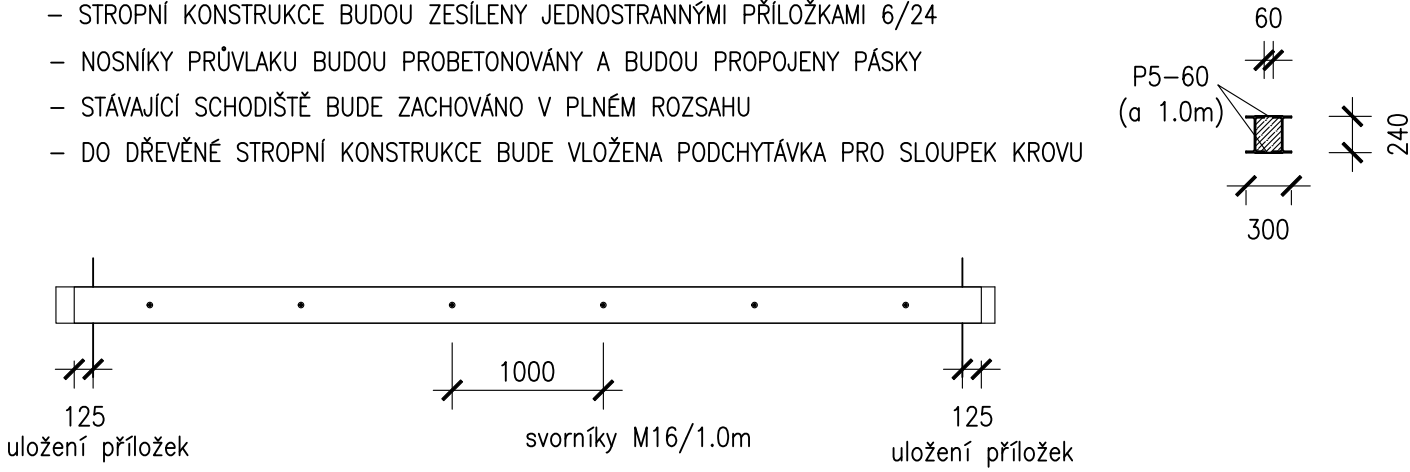 – STROPNÍ KONSTRUKCE BUDOU ZESÍLENY JEDNOSTRANNÝMI PŘÍLOŽKAMI 6/24
– NOSNÍKY PRŮVLAKU BUDOU PROBETONOVÁNY A BUDOU PROPOJENY PÁSKY
– STÁVAJÍCÍ SCHODIŠTĚ BUDE ZACHOVÁNO V PLNÉM ROZSAHU
– DO DŘEVĚNÉ STROPNÍ KONSTRUKCE BUDE VLOŽENA PODCHYTÁVKA PRO SLOUPEK KROVU
60
P5–60
(a 1.0m)
240
300
1000
125
uložení příložek
svorníky M16/1.0m
125
uložení příložek